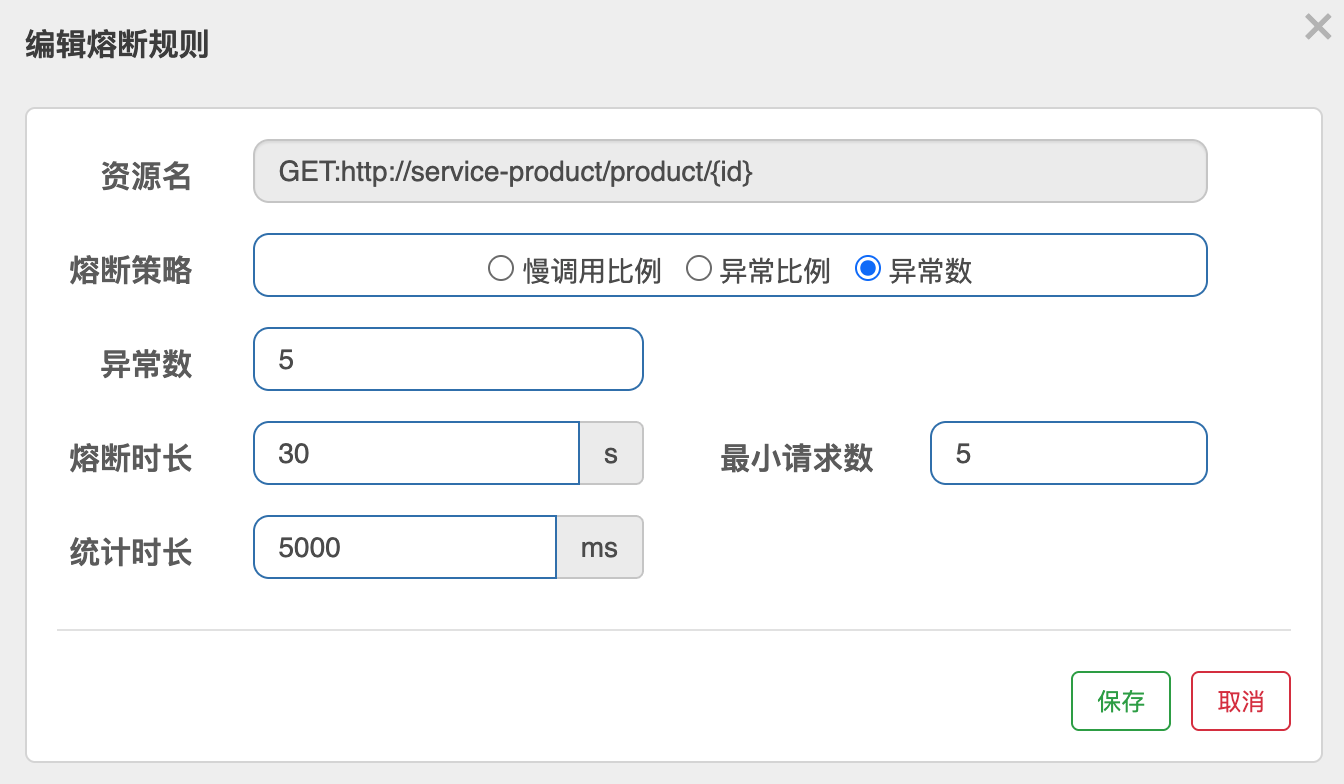 编辑熔断规则
×
资源名 GET:http://service-product/product/{id}
熔断策略 慢调用比例 异常比例 异常数
异常数 5
熔断时长 30 s 最小请求数 5
统计时长 5000 ms
保存 取消